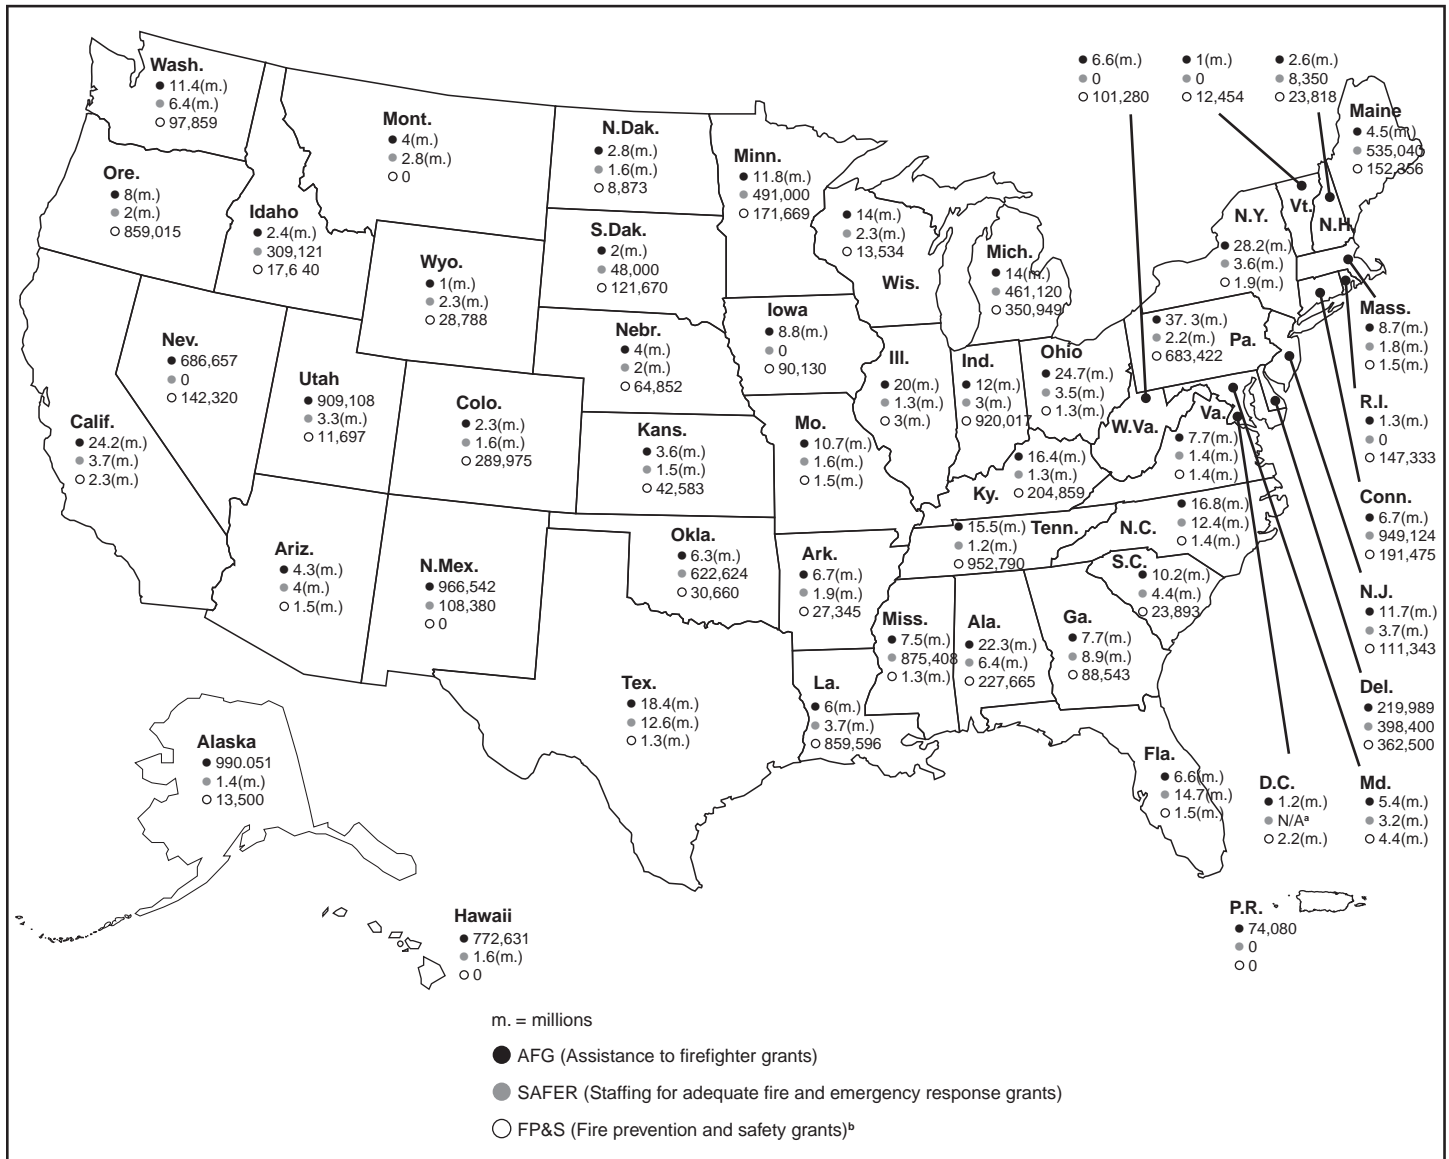 Wash.
11.4(m.)
6.4(m.)
97,859
Ore.
8(m.)
2(m.)
859,015
Idaho
2.4(m.)
309,121
17,6 40
Mont.
4(m.)
2.8(m.)
0
N.Dak.
2.8(m.)
1.6(m.)
8,873
Minn.
11.8(m.)
491,000
171,669
S.Dak.
2(m.)
48,000
121,670
Wyo.
1(m.)
2.3(m.)
28,788
14(m.)
2.3(m.)
13,534
Wis.
Mich.
14(m.)
461,120
350,949
6.6(m.)
0
101,280
1(m.)
0
12,454
2.6(m.)
8,350
23,818
Maine
4.5(m.)
535,040
152,356
Vt.
N.H.
N.Y.
28.2(m.)
3.6(m.)
1.9(m.)
Mass.
8.7(m.)
1.8(m.)
1.5(m.)
Calif.
24.2(m.)
3.7(m.)
2.3(m.)
Nev.
686,657
0
142,320
Utah
909,108
3.3(m.)
11,697
Colo.
2.3(m.)
1.6(m.)
289,975
Nebr.
4(m.)
2(m.)
64,852
Iowa
8.8(m.)
0
90,130
Ill.
20(m.)
1.3(m.)
3(m.)
Ind.
12(m.)
3(m.)
920,017
Ohio
24.7(m.)
3.5(m.)
1.3(m.)
37. 3(m.)
2.2(m.)
683,422
Pa.
W.Va.
Va.
7.7(m.)
1.4(m.)
1.4(m.)
R.I.
1.3(m.)
0
147,333
Kans.
3.6(m.)
1.5(m.)
42,583
Mo.
10.7(m.)
1.6(m.)
1.5(m.)
16.4(m.)
1.3(m.)
204,859
Ky.
Conn.
6.7(m.)
949,124
191,475
Ariz.
4.3(m.)
4(m.)
1.5(m.)
N.Mex.
966,542
108,380
0
Okla.
6.3(m.)
622,624
30,660
Ark.
6.7(m.)
1.9(m.)
27,345
15.5(m.)
1.2(m.)
952,790
Tenn.
N.C.
16.8(m.)
12.4(m.)
1.4(m.)
S.C.
10.2(m.)
4.4(m.)
23,893
N.J.
11.7(m.)
3.7(m.)
111,343
Miss.
7.5(m.)
875,408
1.3(m.)
Ala.
22.3(m.)
6.4(m.)
227,665
Ga.
7.7(m.)
8.9(m.)
88,543
Tex.
18.4(m.)
12.6(m.)
1.3(m.)
La.
6(m.)
3.7(m.)
859,596
Del.
219,989
398,400
362,500
Alaska
990.051
1.4(m.)
13,500
Fla.
6.6(m.)
14.7(m.)
1.5(m.)
D.C.
1.2(m.)
N/Aª
2.2(m.)
Md.
5.4(m.)
3.2(m.)
4.4(m.)
Hawaii
772,631
1.6(m.)
0
P.R.
74,080
0
0
m. = millions
AFG (Assistance to firefighter grants)
SAFER (Staffing for adequate fire and emergency response grants)
FP&S (Fire prevention and safety grants)ᵇ